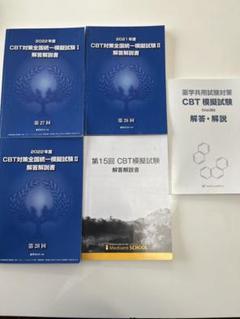 2022年度
CBT対策全国統一模擬試験Ⅰ
解答解説書
第27回
2021年度
CBT対策全国統一模擬試験Ⅱ
解答解説書
第26回
2022年度
CBT対策全国統一模擬試験Ⅱ
解答解説書
第28回
第15回 CBT模擬試験
解答解説書
Medisere SCHOOL
薬学共用試験対策
CBT 模擬試験
解答・解説